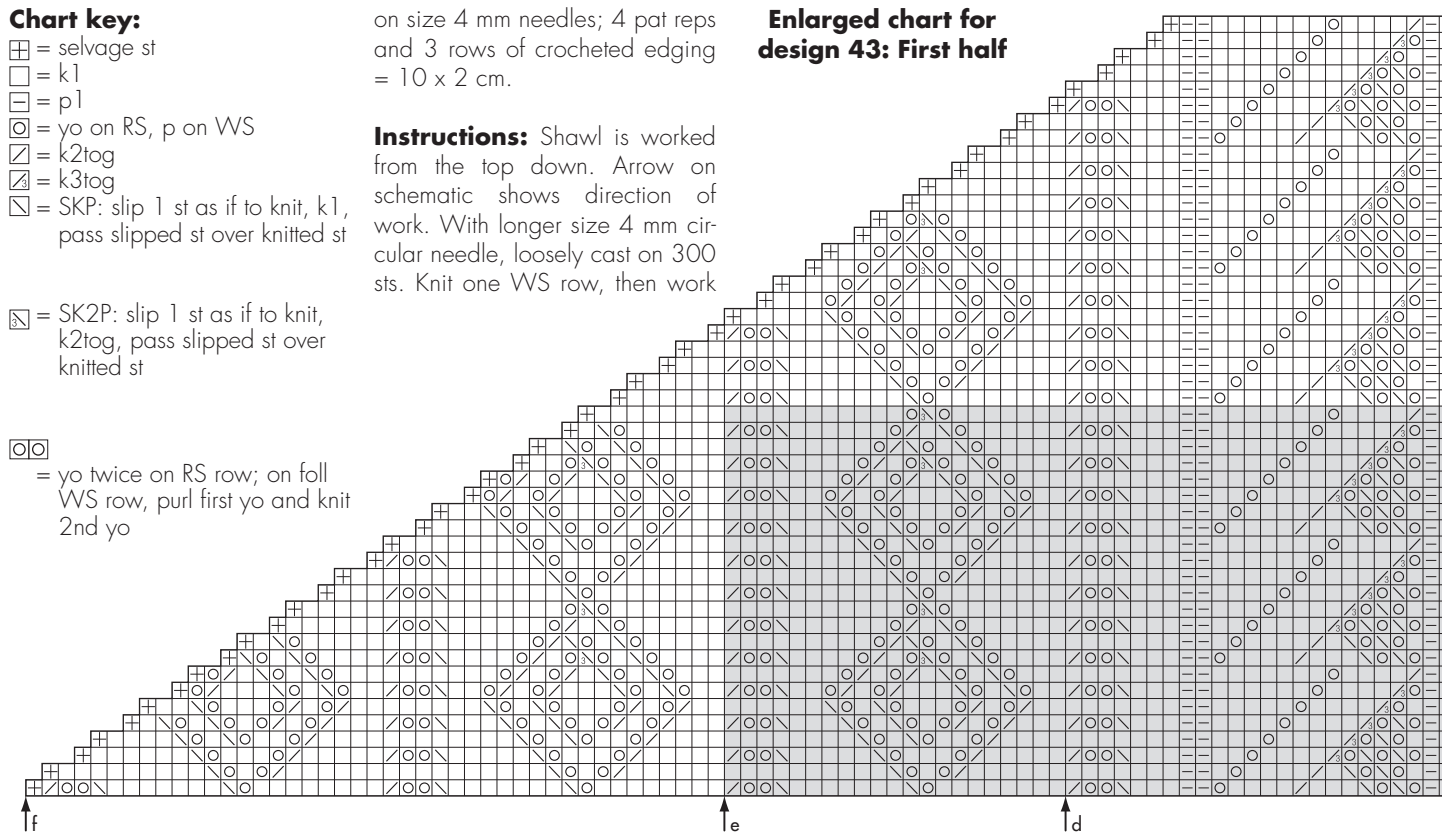 Chart key:
= selvage st
= k1
= p1
= yo on RS, p on WS
= k2tog
3 = k3tog
= SKP: slip 1 st as if to knit, k1,
pass slipped st over knitted st
3 = SK2P: slip 1 st as if to knit,
k2tog, pass slipped st over
knitted st
= yo twice on RS row; on foll
WS row, purl first yo and knit
2nd yo
on size 4 mm needles; 4 pat reps
and 3 rows of crocheted edging
= 10 x 2 cm.
Instructions: Shawl is worked
from the top down. Arrow on
schematic shows direction of
work. With longer size 4 mm cir-
cular needle, loosely cast on 300
sts. Knit one WS row, then work
Enlarged chart for
design 43: First half
f
e
d